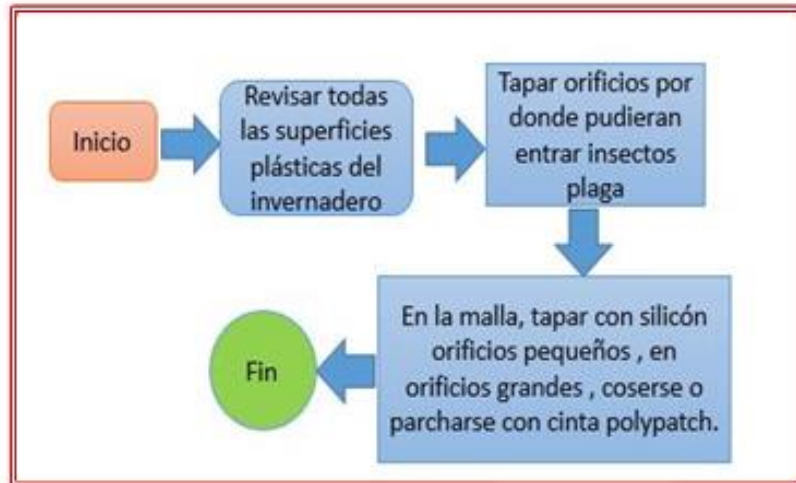 Inicio
Revisar todas
las superficies
plásticas del
invernadero
Tapar orificios por
donde pudieran
entrar insectos
plaga
En la malla, tapar con silicón
orificios pequeños , en
orificios grandes , coserse o
parcharse con cinta polypatch.
Fin